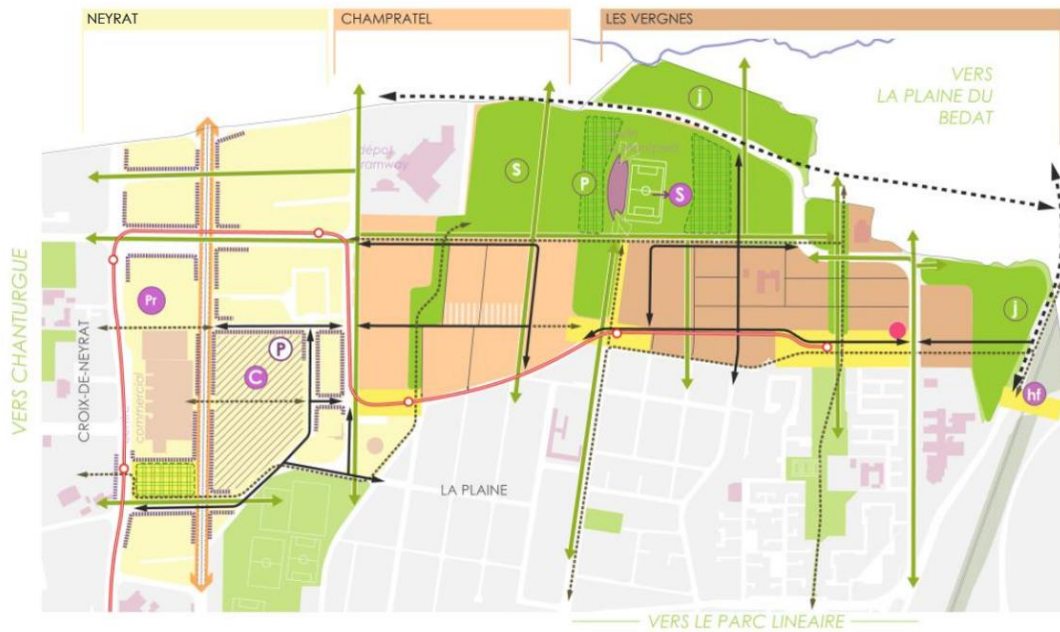 NEYRAT
CHAMPRATEL
LES VERGNES
VERS
LA PLAINE DU
BEDAT
j
dépôt
tramway
S
P
S
VERS CHANTURGUE
CROIX-DE-NEYRAT
Pr
commercial
P
C
j
hf
LA PLAINE
VERS LE PARC LINEAIRE